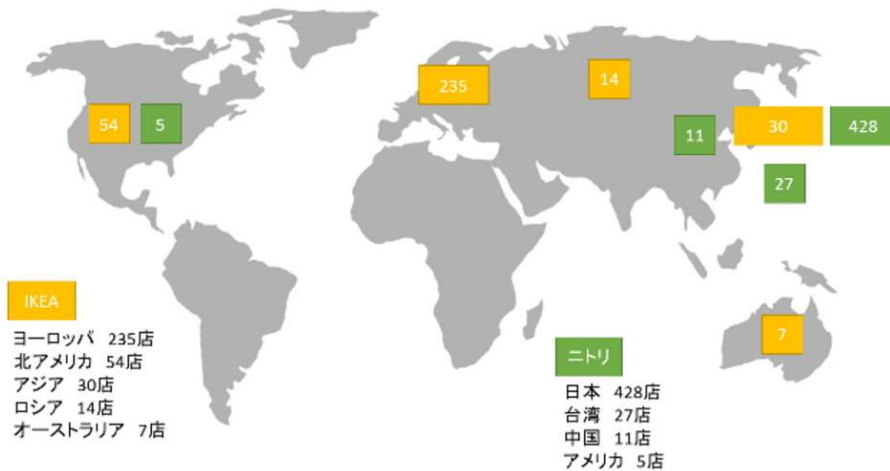 235
14
54
5
11
30
428
27
7
IKEA
ヨーロッパ 235店
北アメリカ 54店
アジア 30店
ロシア 14店
オーストラリア 7店
ニトリ
日本 428店
台湾 27店
中国 11店
アメリカ 5店